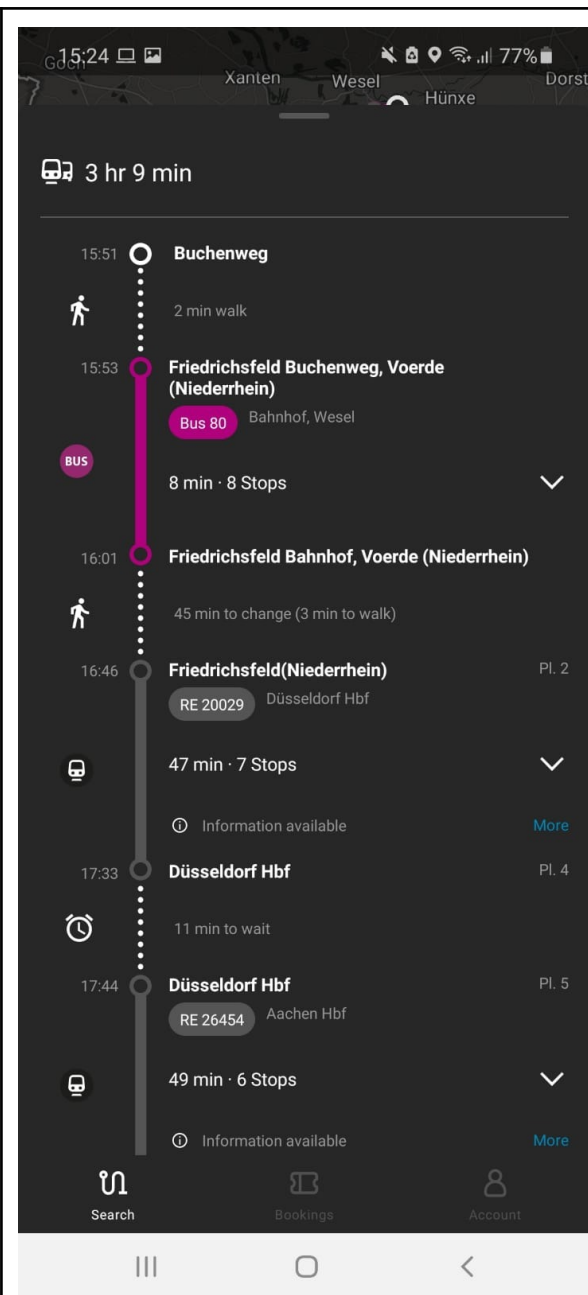 Goch
15:24 77%
Xanten Wesel Hünxe Dorst
3 hr 9 min
15:51 Buchenweg
2 min walk
15:53 Friedrichsfeld Buchenweg, Voerde
(Niederrhein)
Bus 80 Bahnhof, Wesel
BUS
8 min · 8 Stops
16:01 Friedrichsfeld Bahnhof, Voerde (Niederrhein)
45 min to change (3 min to walk)
16:46 Friedrichsfeld(Niederrhein) Pl. 2
RE 20029 Düsseldorf Hbf
47 min · 7 Stops
Information available More
17:33 Düsseldorf Hbf Pl. 4
11 min to wait
17:44 Düsseldorf Hbf Pl. 5
RE 26454 Aachen Hbf
49 min · 6 Stops
Information available More
Search Bookings Account